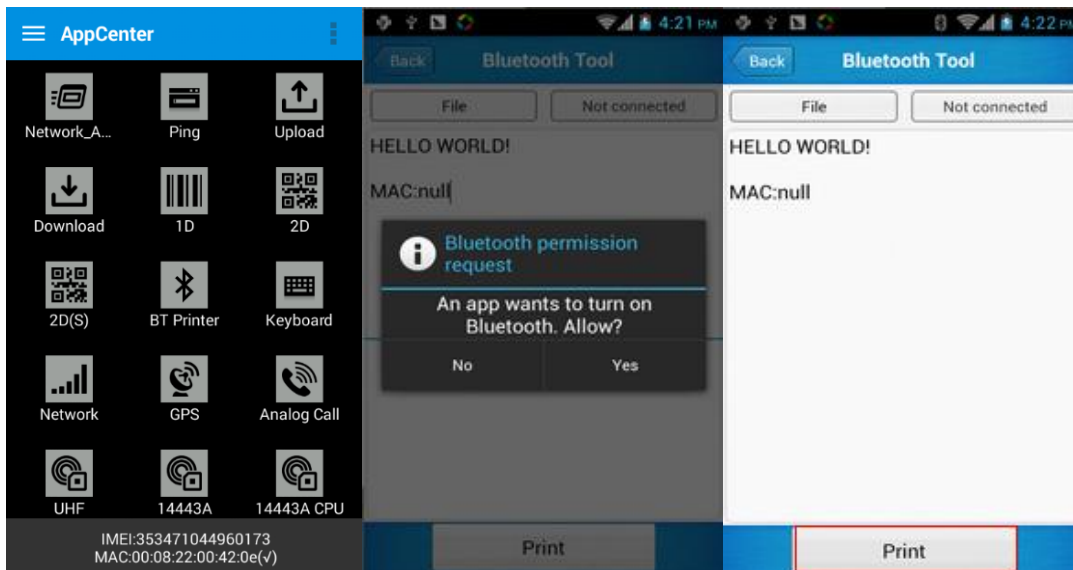 AppCenter
Network_A...
Ping
Upload
Download
1D
2D
2D(S)
BT Printer
Keyboard
Network
GPS
Analog Call
UHF
14443A
14443A CPU
IMEI:353471044960173
MAC:00:08:22:00:42:0e(√)
4:21 PM
Back
Bluetooth Tool
File
Not connected
HELLO WORLD!
MAC:null
Bluetooth permission
request
An app wants to turn on
Bluetooth. Allow?
No
Yes
Print
4:22 PM
Back
Bluetooth Tool
File
Not connected
HELLO WORLD!
MAC:null
Print